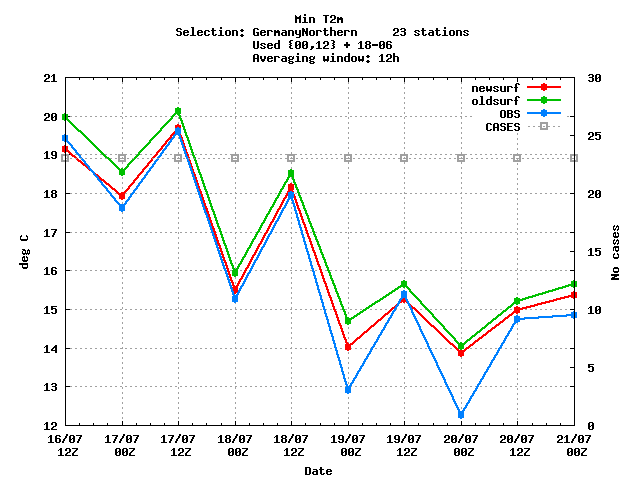 Min T2m
Selection: GermanyNorthern     23 stations
Used {00,12} + 18-06
Averaging window: 12h
newsurf
oldsurf
OBS
CASES
21
20
19
18
17
16
15
14
13
12
30
25
20
15
10
5
0
deg C
No cases
16/07 17/07 17/07 18/07 18/07 19/07 19/07 20/07 20/07 21/07
12Z 00Z 12Z 00Z 12Z 00Z 12Z 00Z 12Z 00Z
Date